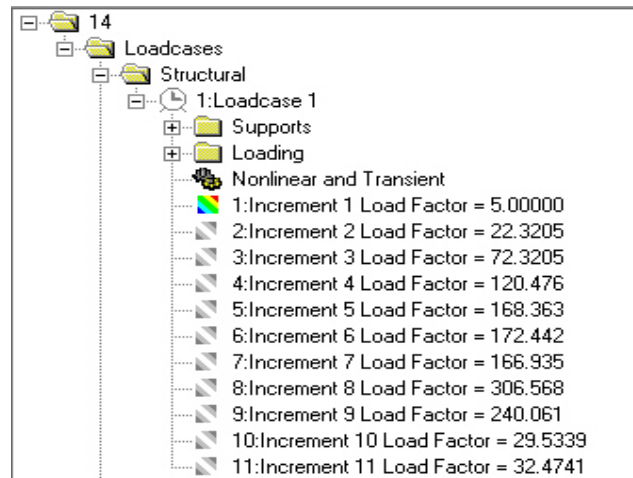 14
Loadcases
Structural
1:Loadcase 1
Supports
Loading
Nonlinear and Transient
1:Increment 1 Load Factor = 5.00000
2:Increment 2 Load Factor = 22.3205
3:Increment 3 Load Factor = 72.3205
4:Increment 4 Load Factor = 120.476
5:Increment 5 Load Factor = 168.363
6:Increment 6 Load Factor = 172.442
7:Increment 7 Load Factor = 166.935
8:Increment 8 Load Factor = 306.568
9:Increment 9 Load Factor = 240.061
10:Increment 10 Load Factor = 29.5339
11:Increment 11 Load Factor = 32.4741